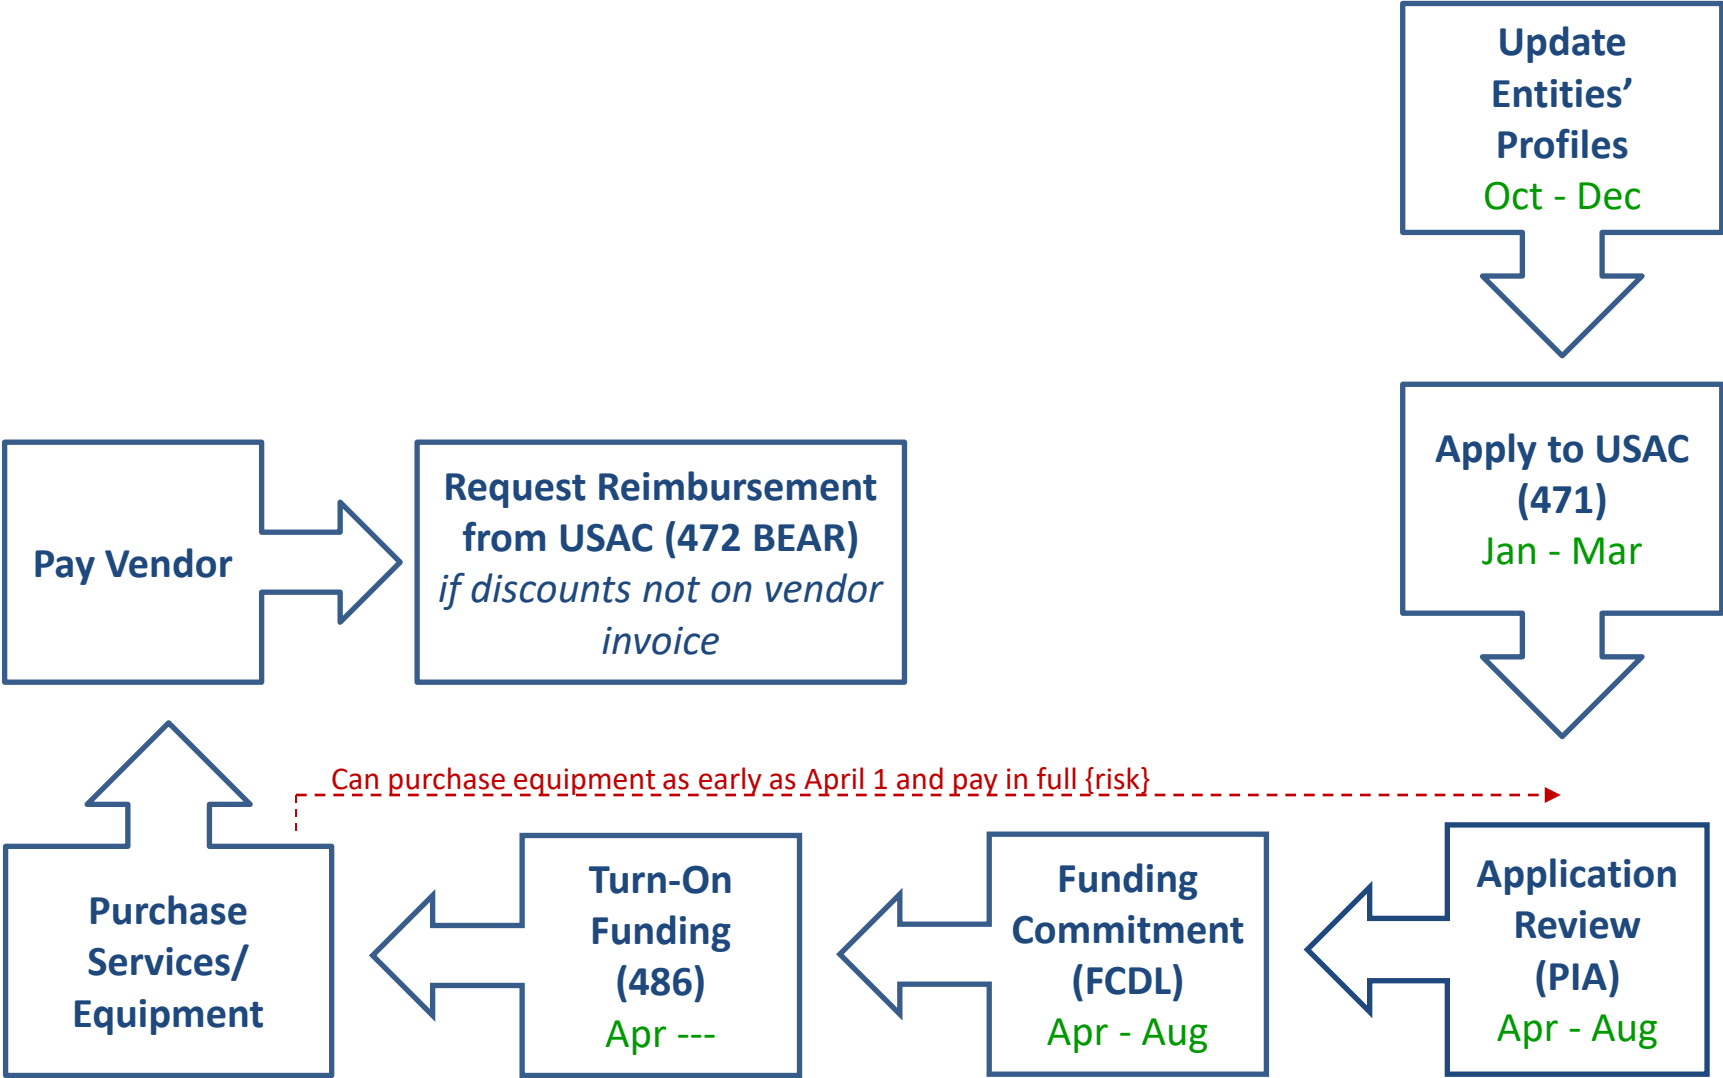 Update
Entities’
Profiles
Oct - Dec
Apply to USAC
(471)
Jan - Mar
Pay Vendor
Request Reimbursement
from USAC (472 BEAR)
if discounts not on vendor
invoice
Can purchase equipment as early as April 1 and pay in full {risk}
Purchase
Services/
Equipment
Turn-On
Funding
(486)
Apr ---
Funding
Commitment
(FCDL)
Apr - Aug
Application
Review
(PIA)
Apr - Aug